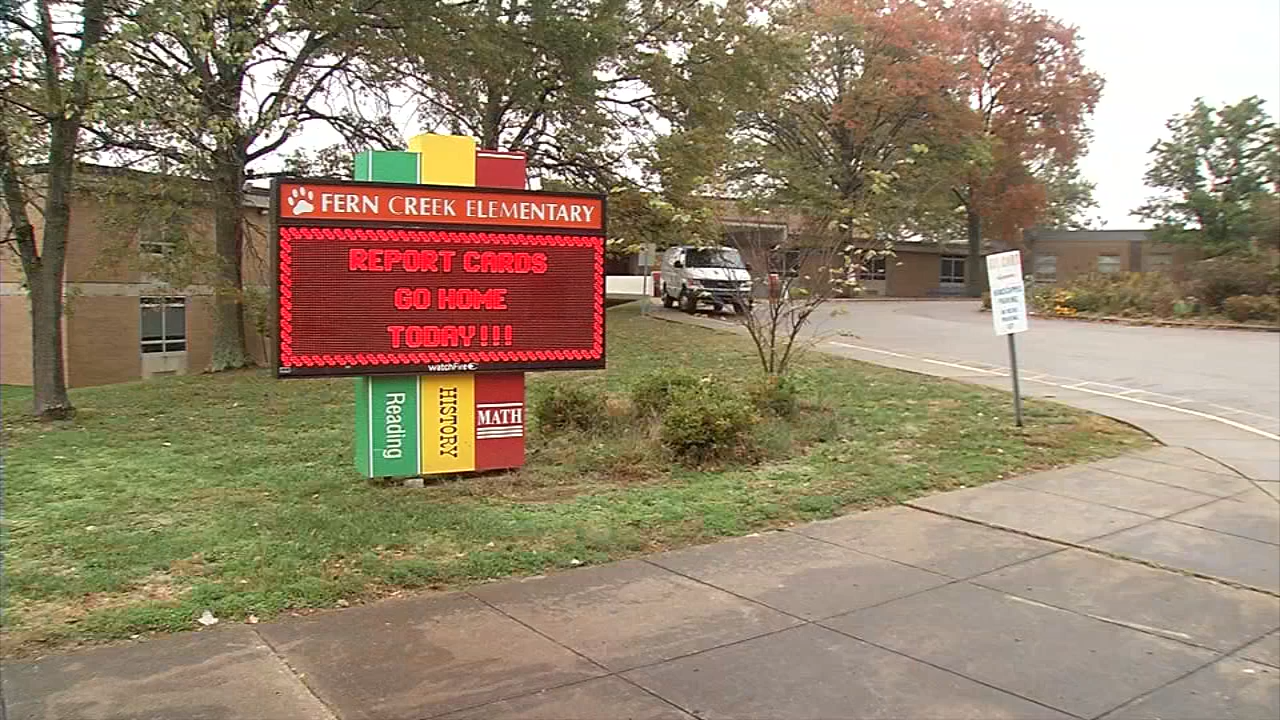 FERN CREEK ELEMENTARY
REPORT CARDS
GO HOME
TODAY!!!
watchfire
Reading
HISTORY
MATH